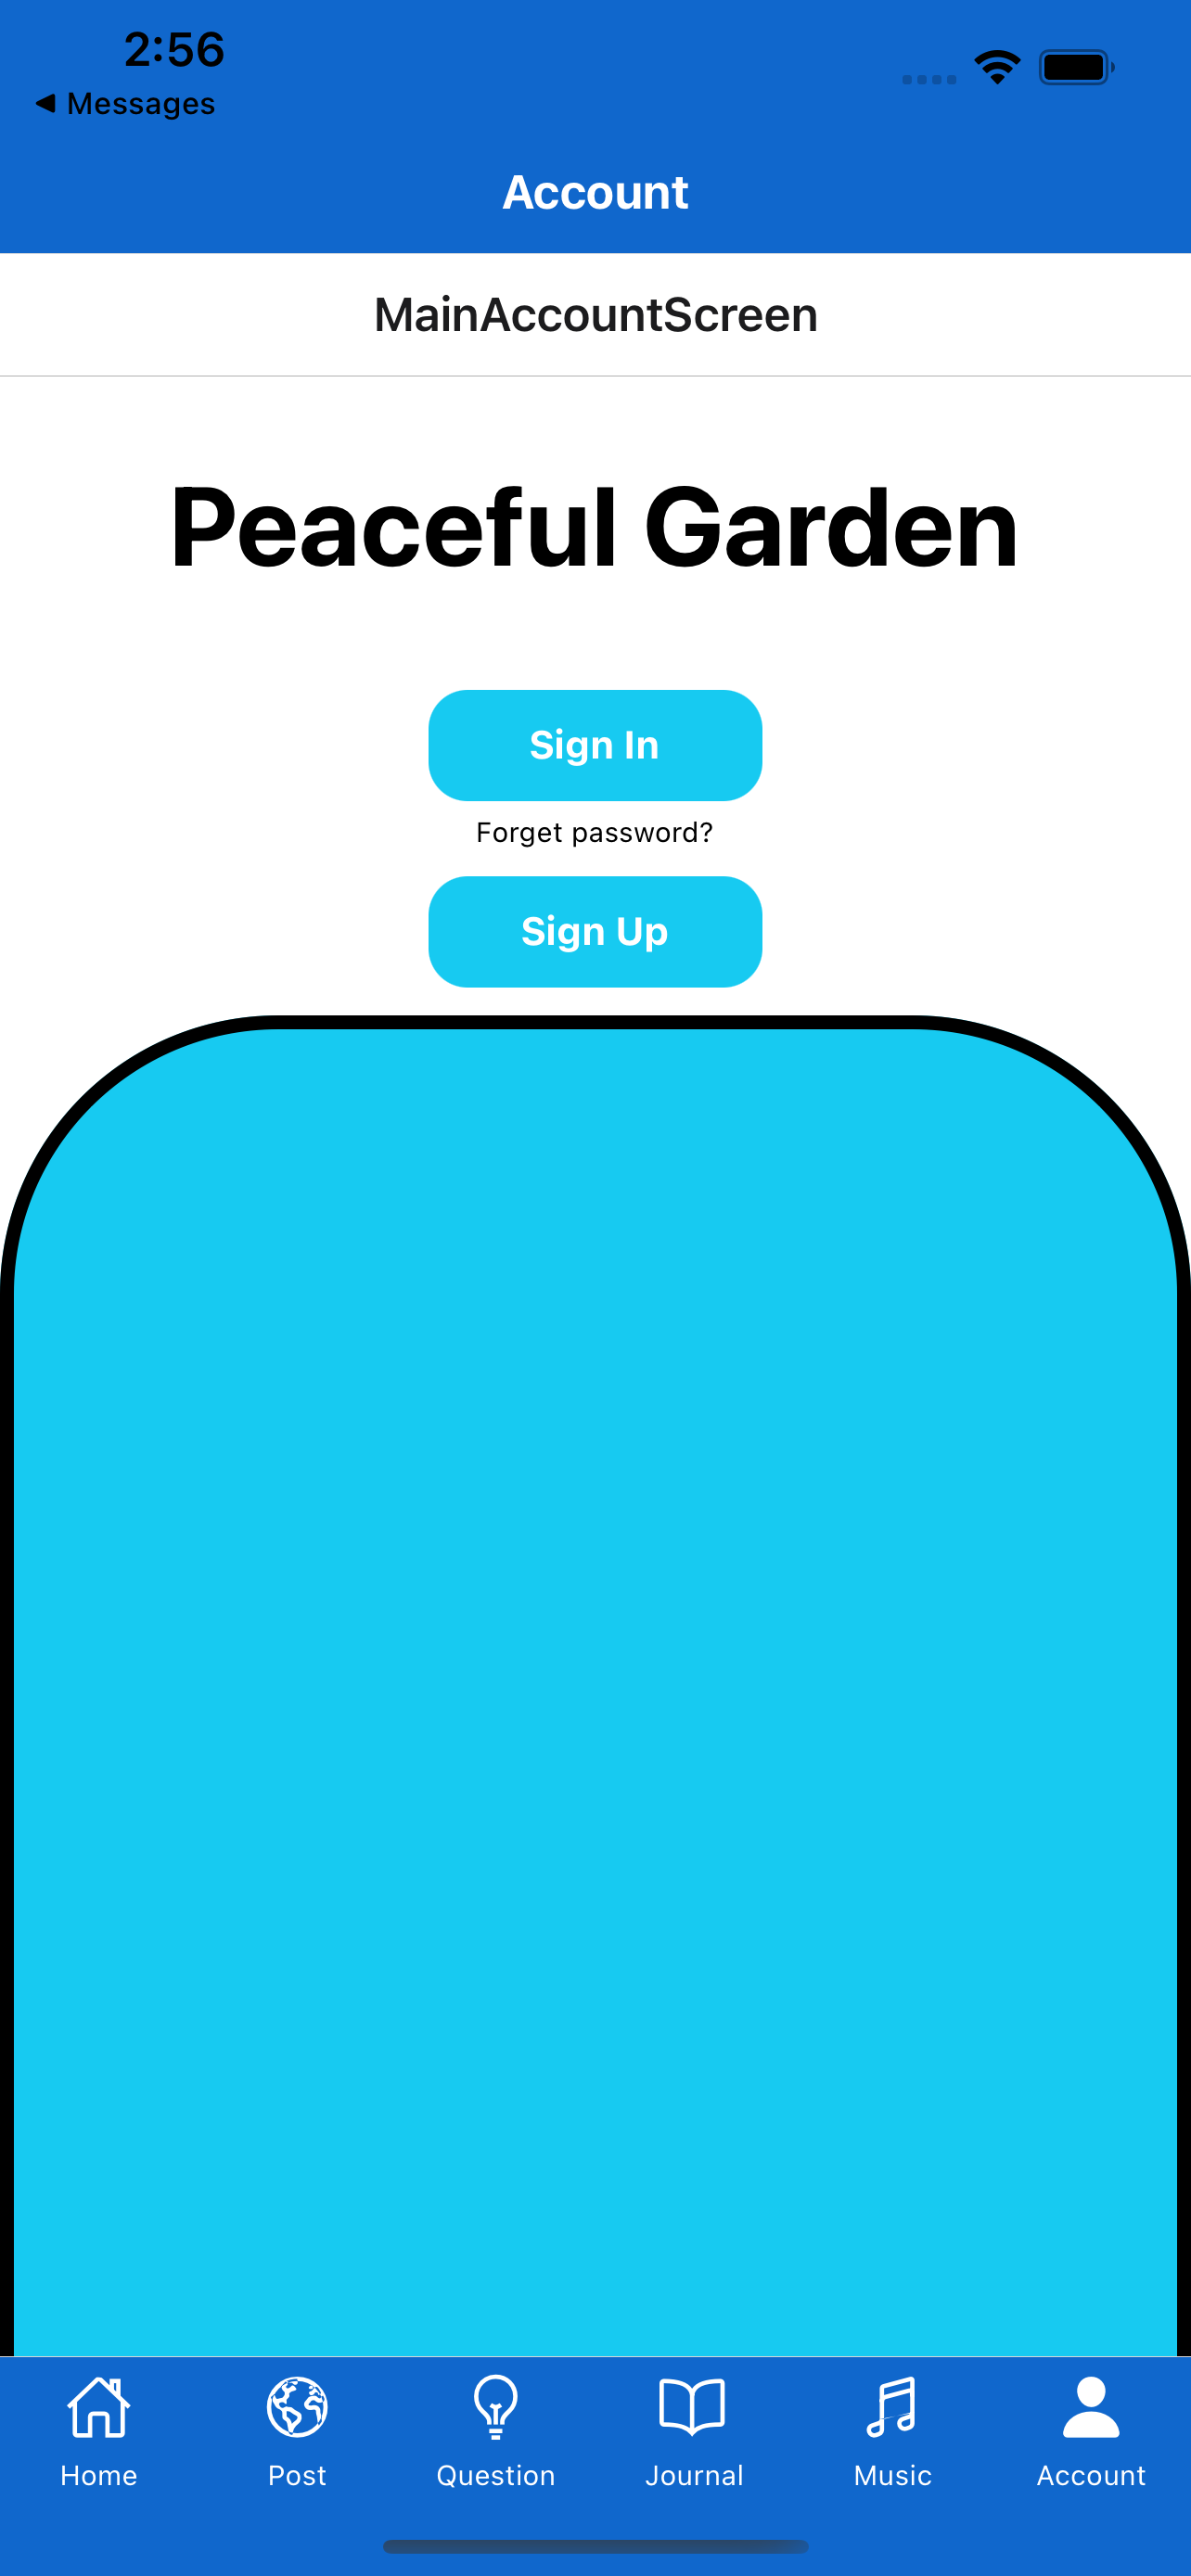 2:56
◀ Messages
Account
MainAccountScreen
Peaceful Garden
Sign In
Forget password?
Sign Up
Home Post Question Journal Music Account